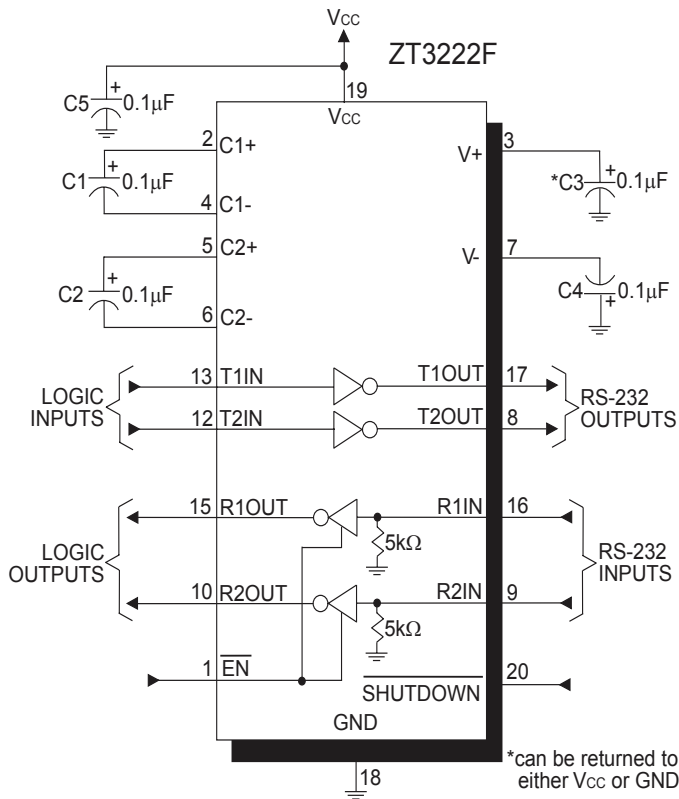 VCC
ZT3222F
C5
+
0.1µF
19
VCC
2
C1+
C1
+
0.1µF
4
C1-
5
C2+
C2
+
0.1µF
6
C2-
V+
3
*C3
+
0.1µF
V-
7
C4
0.1µF
+
LOGIC
INPUTS
13
T1IN
T1OUT
17
12
T2IN
T2OUT
8
RS-232
OUTPUTS
LOGIC
OUTPUTS
15
R1OUT
R1IN
16
5kΩ
10
R2OUT
R2IN
9
5kΩ
RS-232
INPUTS
1
EN
SHUTDOWN
20
GND
18
*can be returned to
either VCC or GND